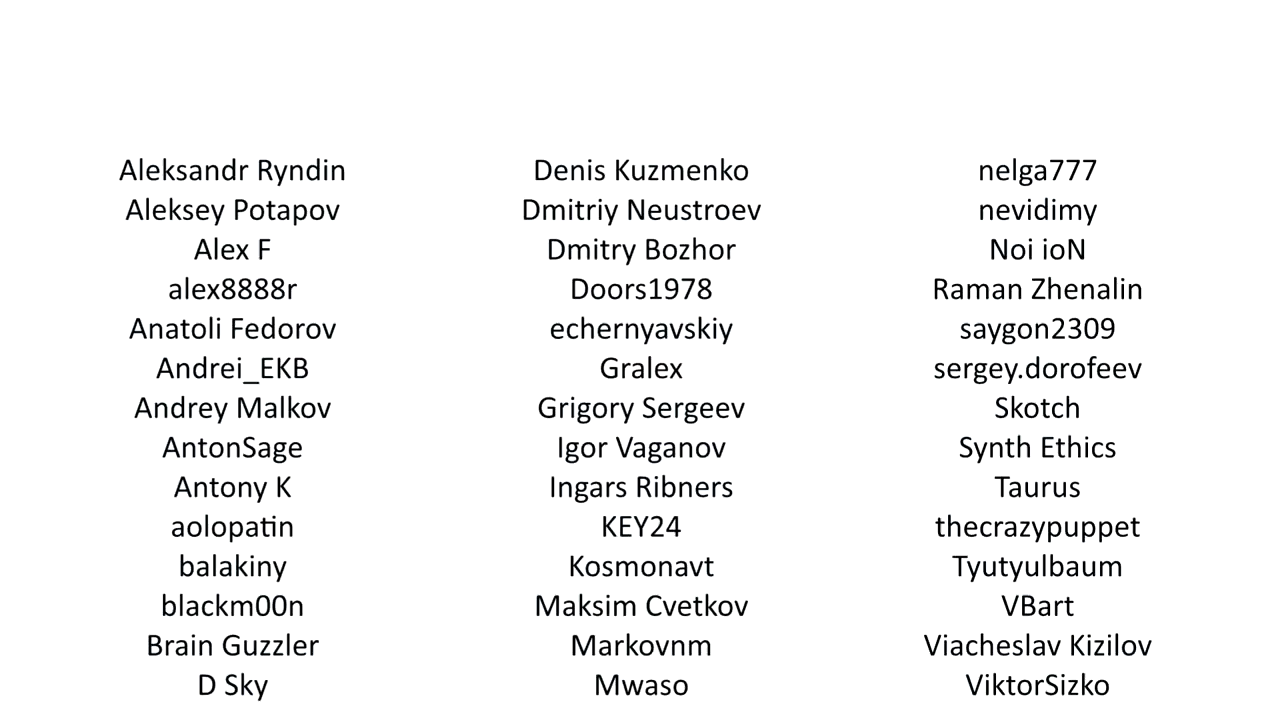 Aleksandr Ryndin
Aleksey Potapov
Alex F
alex8888r
Anatoli Fedorov
Andrei_EKB
Andrey Malkov
AntonSage
Antony K
aolopatin
balakiny
blackm00n
Brain Guzzler
D Sky
Denis Kuzmenko
Dmitriy Neustroev
Dmitry Bozhor
Doors1978
echernyavskiy
Gralex
Grigory Sergeev
Igor Vaganov
Ingars Ribners
KEY24
Kosmonavt
Maksim Cvetkov
Markovnm
Mwaso
nelga777
nevidimy
Noi ioN
Raman Zhenalin
saygon2309
sergey.dorofeev
Skotch
Synth Ethics
Taurus
thecrazypuppet
Tyutyulbaum
VBart
Viacheslav Kizilov
ViktorSizko